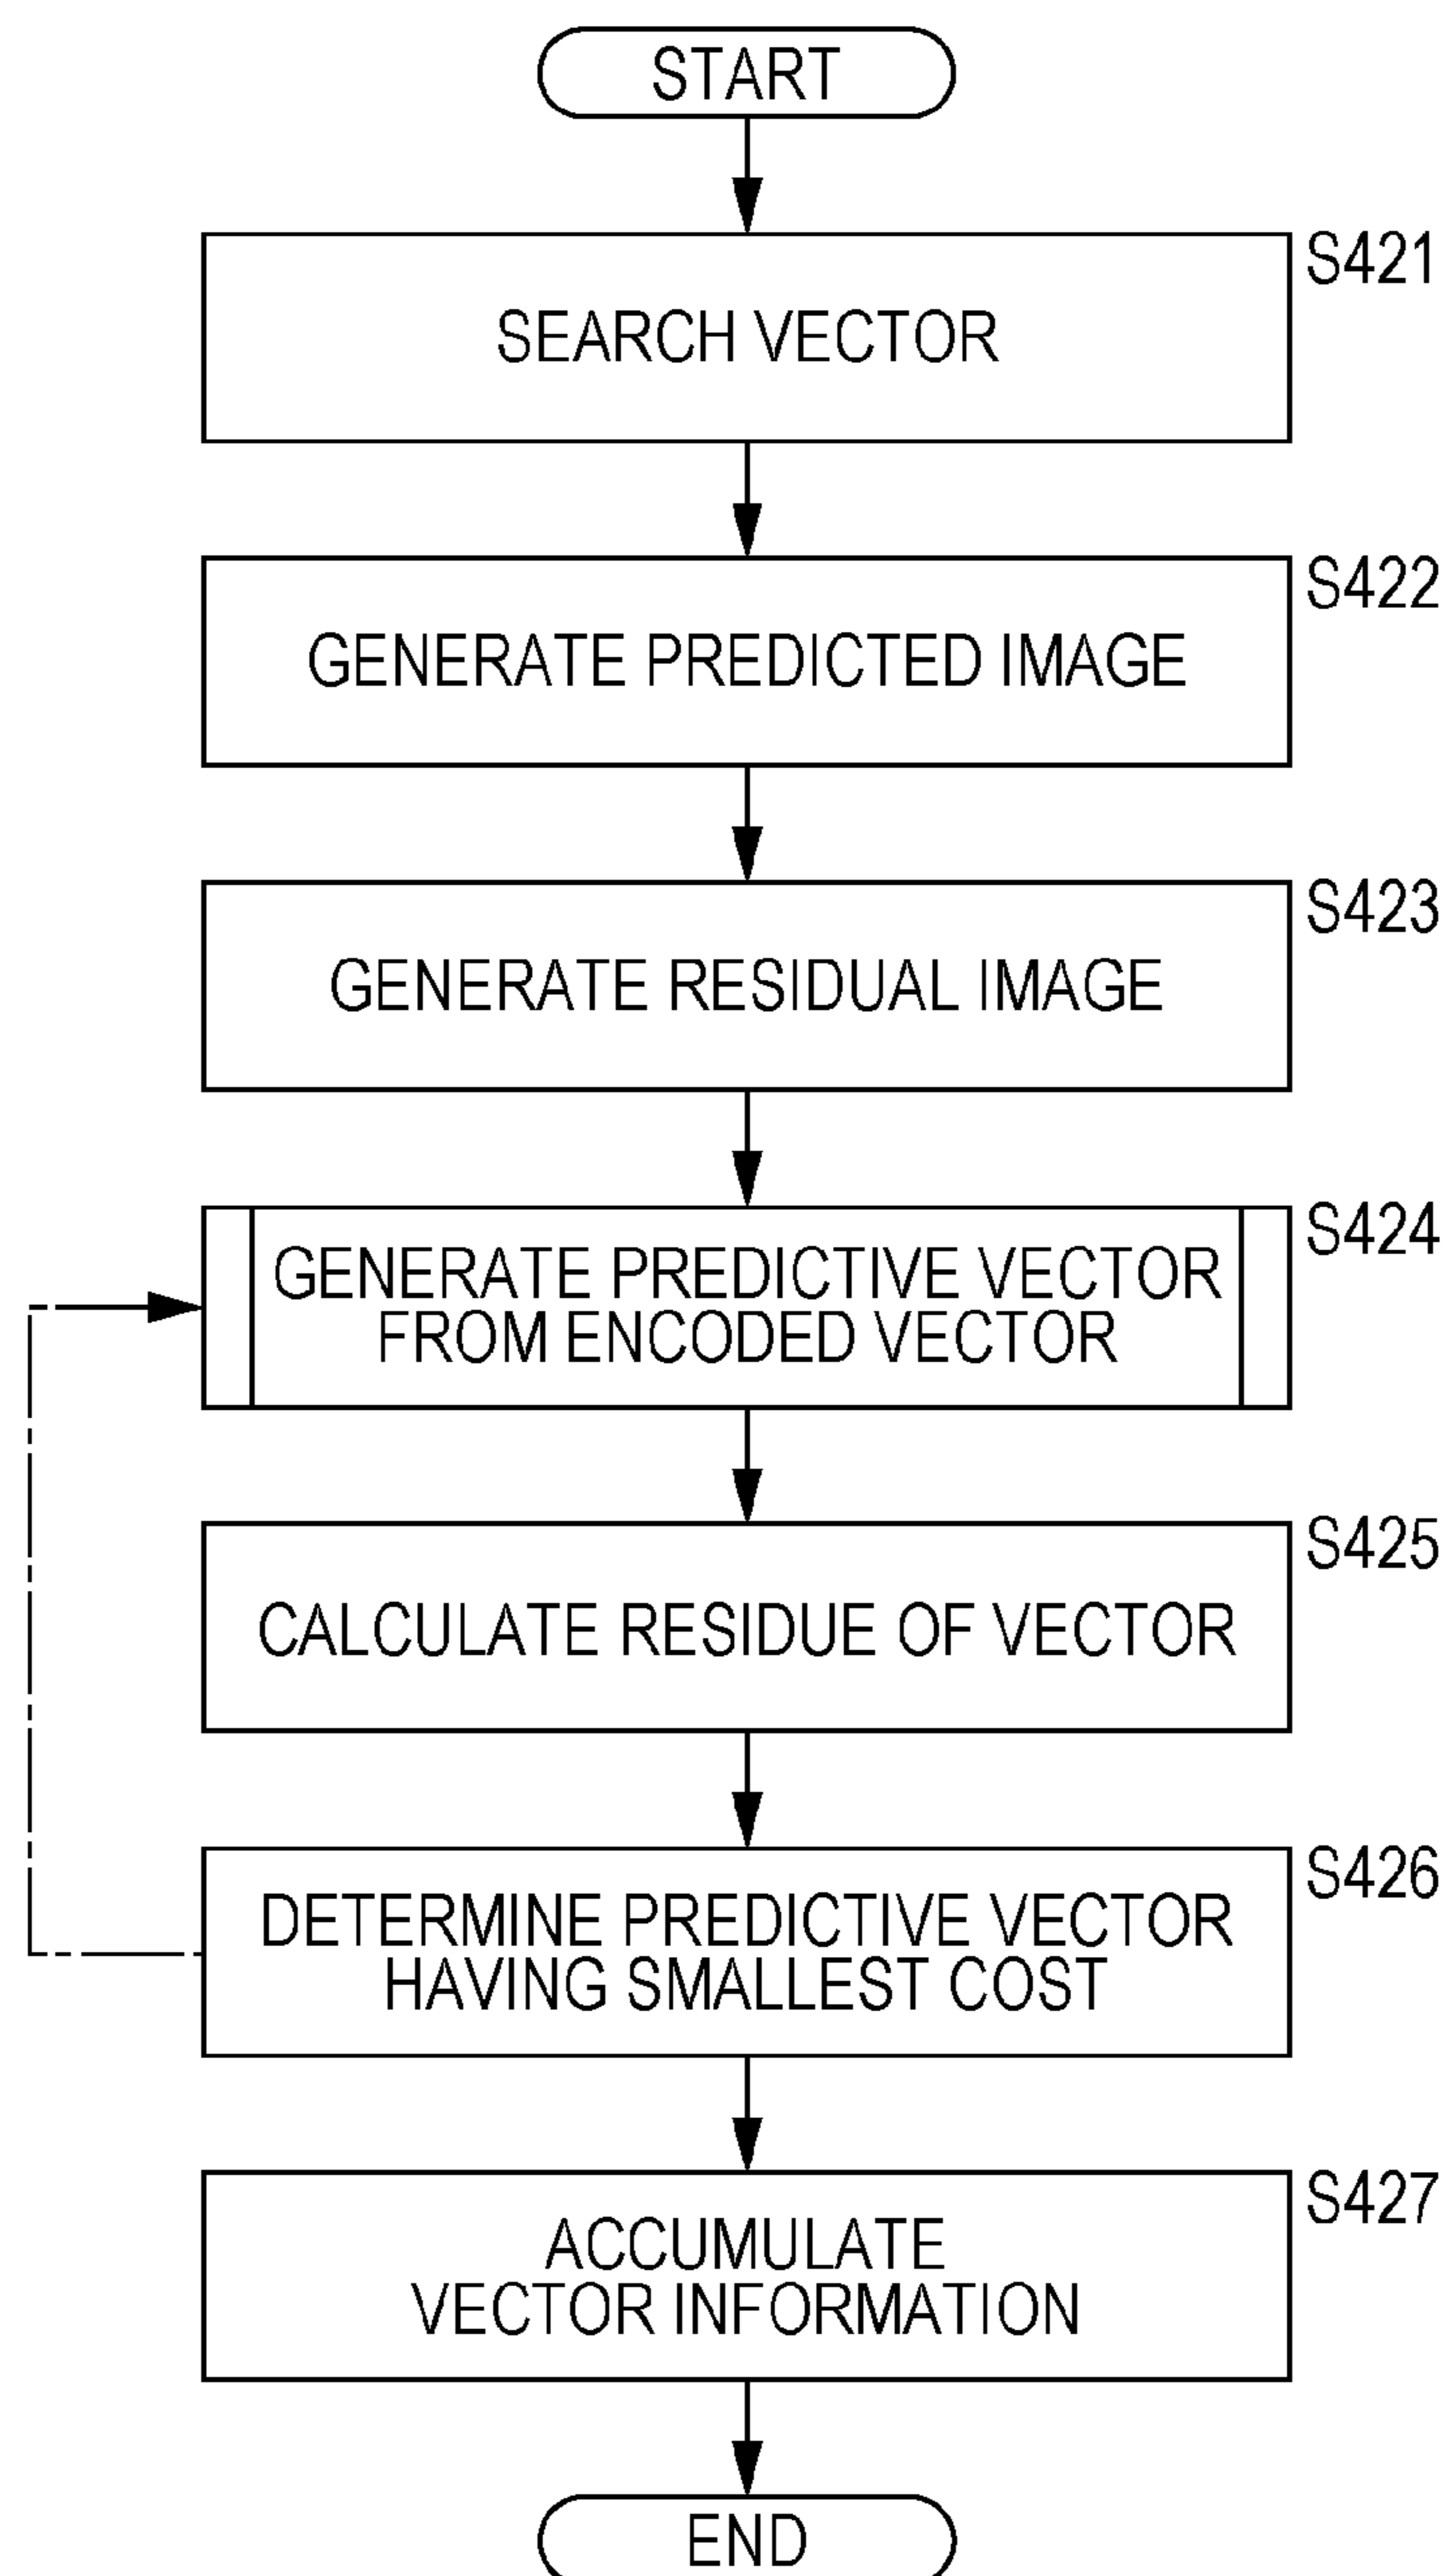 START
S421
SEARCH VECTOR
S422
GENERATE PREDICTED IMAGE
S423
GENERATE RESIDUAL IMAGE
S424
GENERATE PREDICTIVE VECTOR
FROM ENCODED VECTOR
S425
CALCULATE RESIDUE OF VECTOR
S426
DETERMINE PREDICTIVE VECTOR
HAVING SMALLEST COST
S427
ACCUMULATE
VECTOR INFORMATION
END